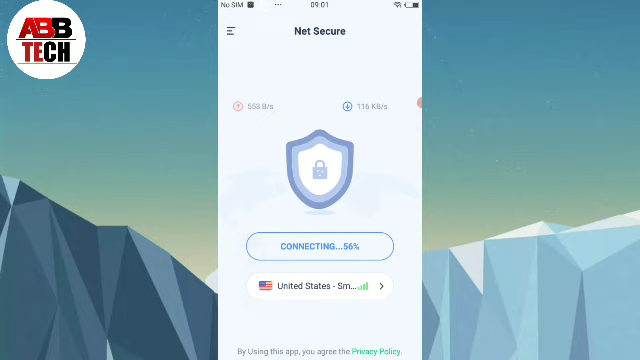 ABB
TECH
No SIM
09:01
Net Secure
553 B/s
116 KB/s
CONNECTING...56%
United States - Sm...
By Using this app, you agree the Privacy Policy.